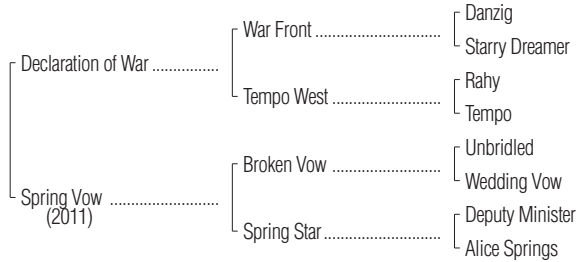 Danzig
War Front ................................
Starry Dreamer
Declaration of War ................
Rahy
Tempo West ............................
Tempo
Unbridled
Broken Vow ............................
Wedding Vow
Spring Vow ..........................
(2011)
Deputy Minister
Spring Star ..............................
Alice Springs